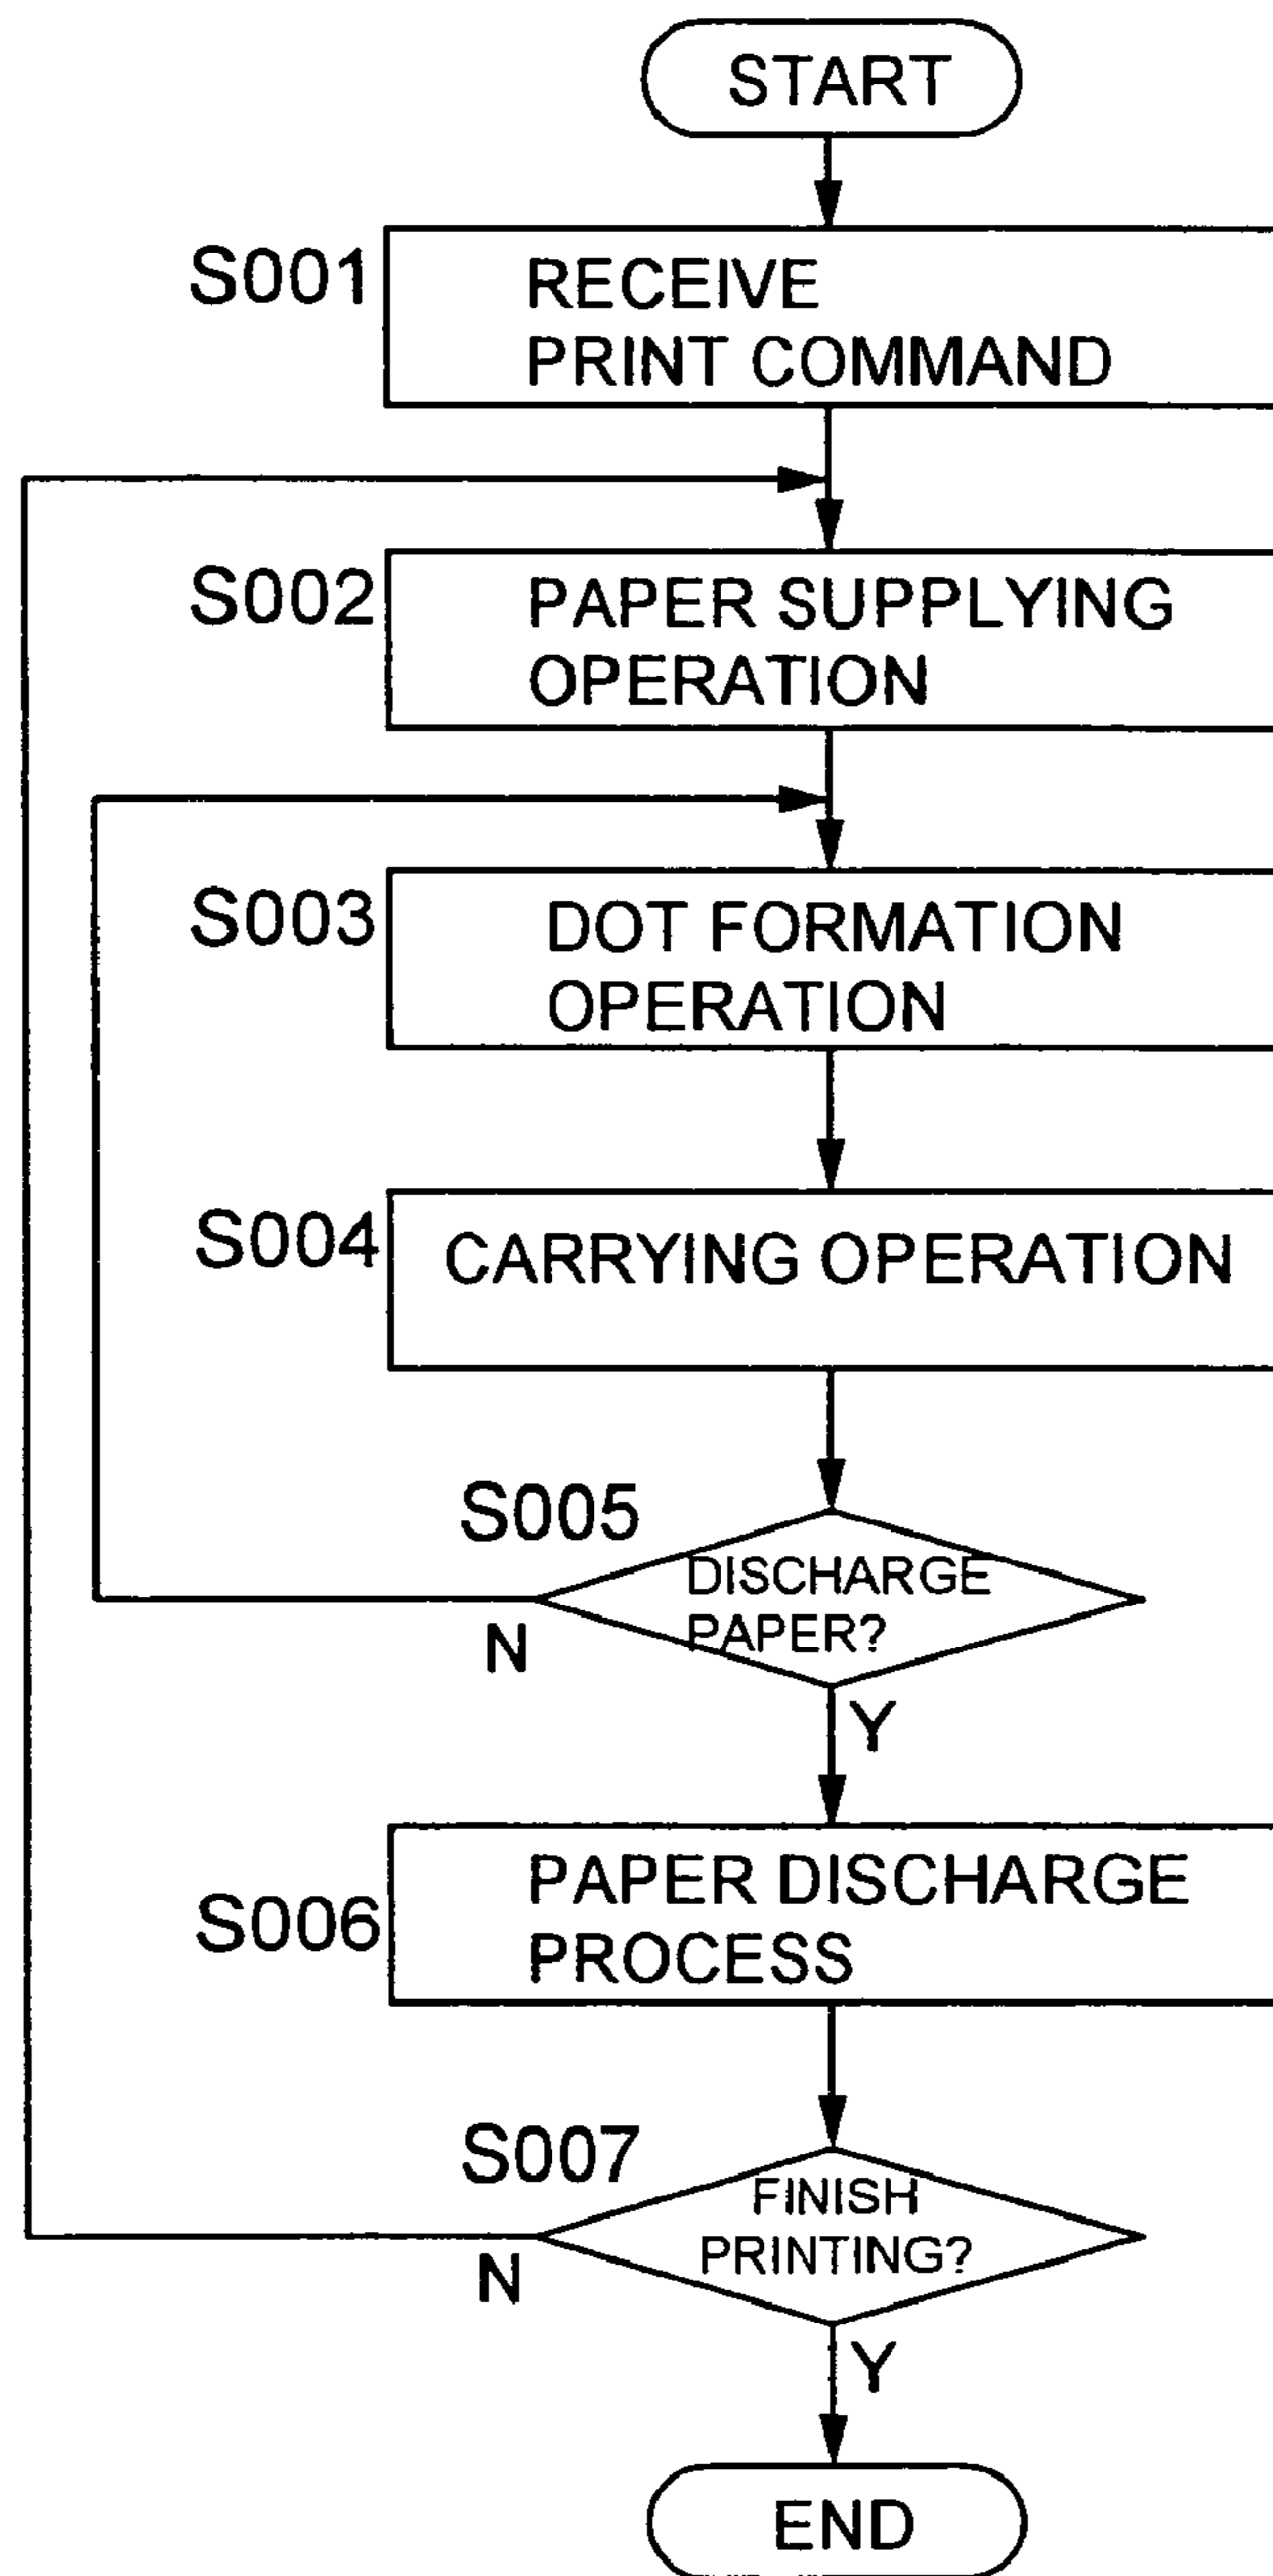 START
S001
RECEIVE
PRINT COMMAND
S002
PAPER SUPPLYING
OPERATION
S003
DOT FORMATION
OPERATION
S004
CARRYING OPERATION
S005
DISCHARGE
PAPER?
N
Y
S006
PAPER DISCHARGE
PROCESS
S007
FINISH
PRINTING?
N
Y
END